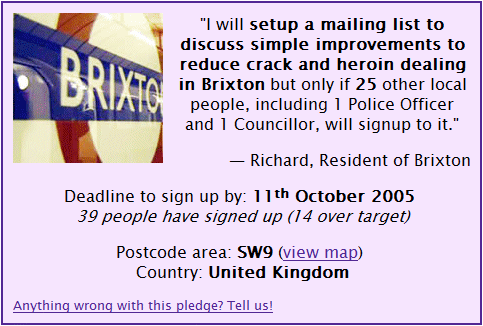 BRIXTO
"I will setup a mailing list to
discuss simple improvements to
reduce crack and heroin dealing
in Brixton but only if 25 other local
people, including 1 Police Officer
and 1 Councillor, will signup to it."
— Richard, Resident of Brixton
Deadline to sign up by: 11th October 2005
39 people have signed up (14 over target)
Postcode area: SW9 (view map)
Country: United Kingdom
Anything wrong with this pledge? Tell us!